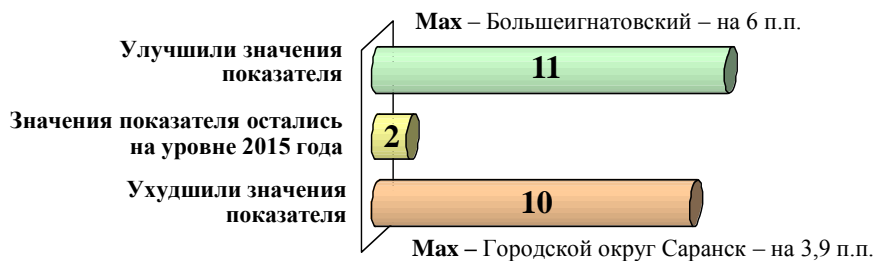 Max – Большеигнатовский – на 6 п.п.
Улучшили значения
показателя
11
Значения показателя остались
на уровне 2015 года
2
Ухудшили значения
показателя
10
Max – Городской округ Саранск – на 3,9 п.п.